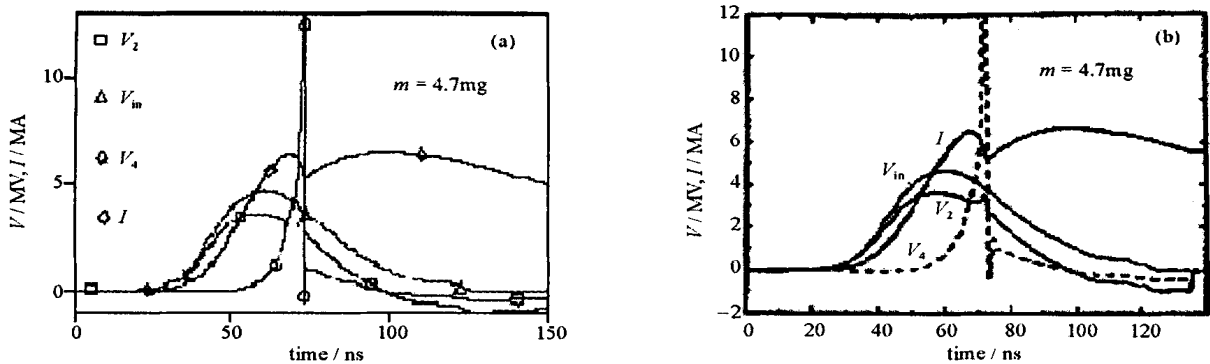 (a)
V₂
V_in
V₄
I
m = 4.7mg
V / MV, I / MA
10
5
0
0
50
100
150
time / ns
(b)
m = 4.7mg
I
V_in
V₂
V₄
V / MV, I / MA
12
10
8
6
4
2
0
−2
0
20
40
60
80
100
120
time / ns